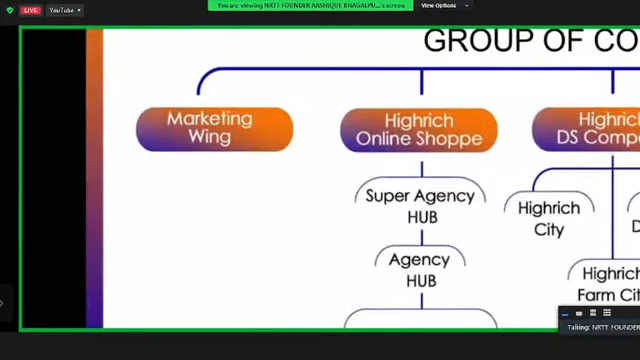 LIVE
YouTube
You are viewing NRTT FOUNDER AASHIQUE BHAGALPU...'s screen
View Options
GROUP OF CO
Marketing
Wing
Highrich
Online Shoppe
Highrich
DS Comp
Super Agency
HUB
Highrich
City
Agency
HUB
Highrich
Farm Cit
Talking: NRTT FOUNDER